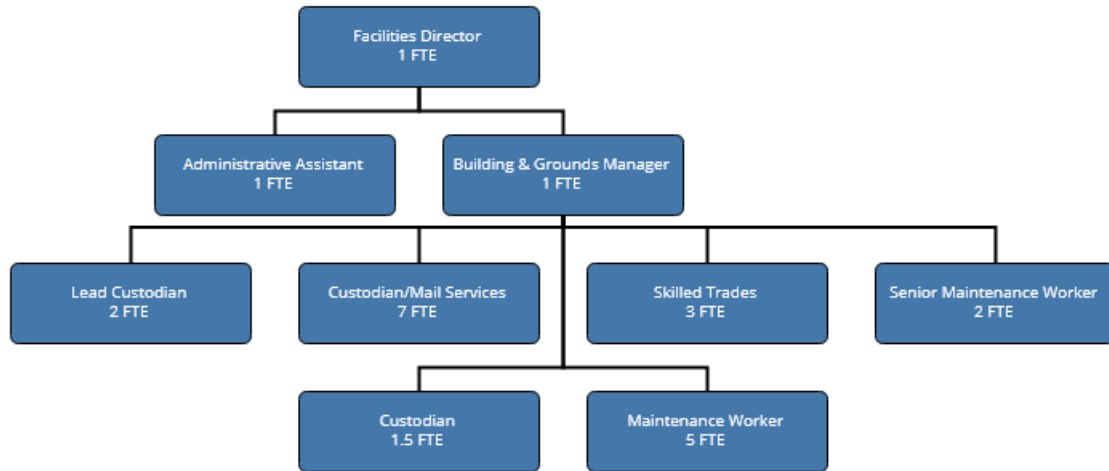 Facilities Director
1 FTE
Administrative Assistant
1 FTE
Building & Grounds Manager
1 FTE
Lead Custodian
2 FTE
Custodian/Mail Services
7 FTE
Skilled Trades
3 FTE
Senior Maintenance Worker
2 FTE
Custodian
1.5 FTE
Maintenance Worker
5 FTE